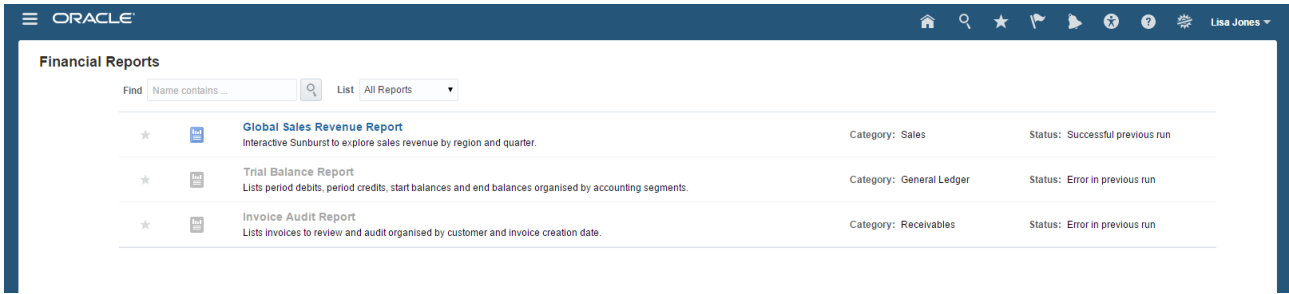 ORACLE
Lisa Jones
Financial Reports
Find Name contains ... List All Reports
Global Sales Revenue Report
Interactive Sunburst to explore sales revenue by region and quarter.
Category: Sales
Status: Successful previous run
Trial Balance Report
Lists period debits, period credits, start balances and end balances organised by accounting segments.
Category: General Ledger
Status: Error in previous run
Invoice Audit Report
Lists invoices to review and audit organised by customer and invoice creation date.
Category: Receivables
Status: Error in previous run